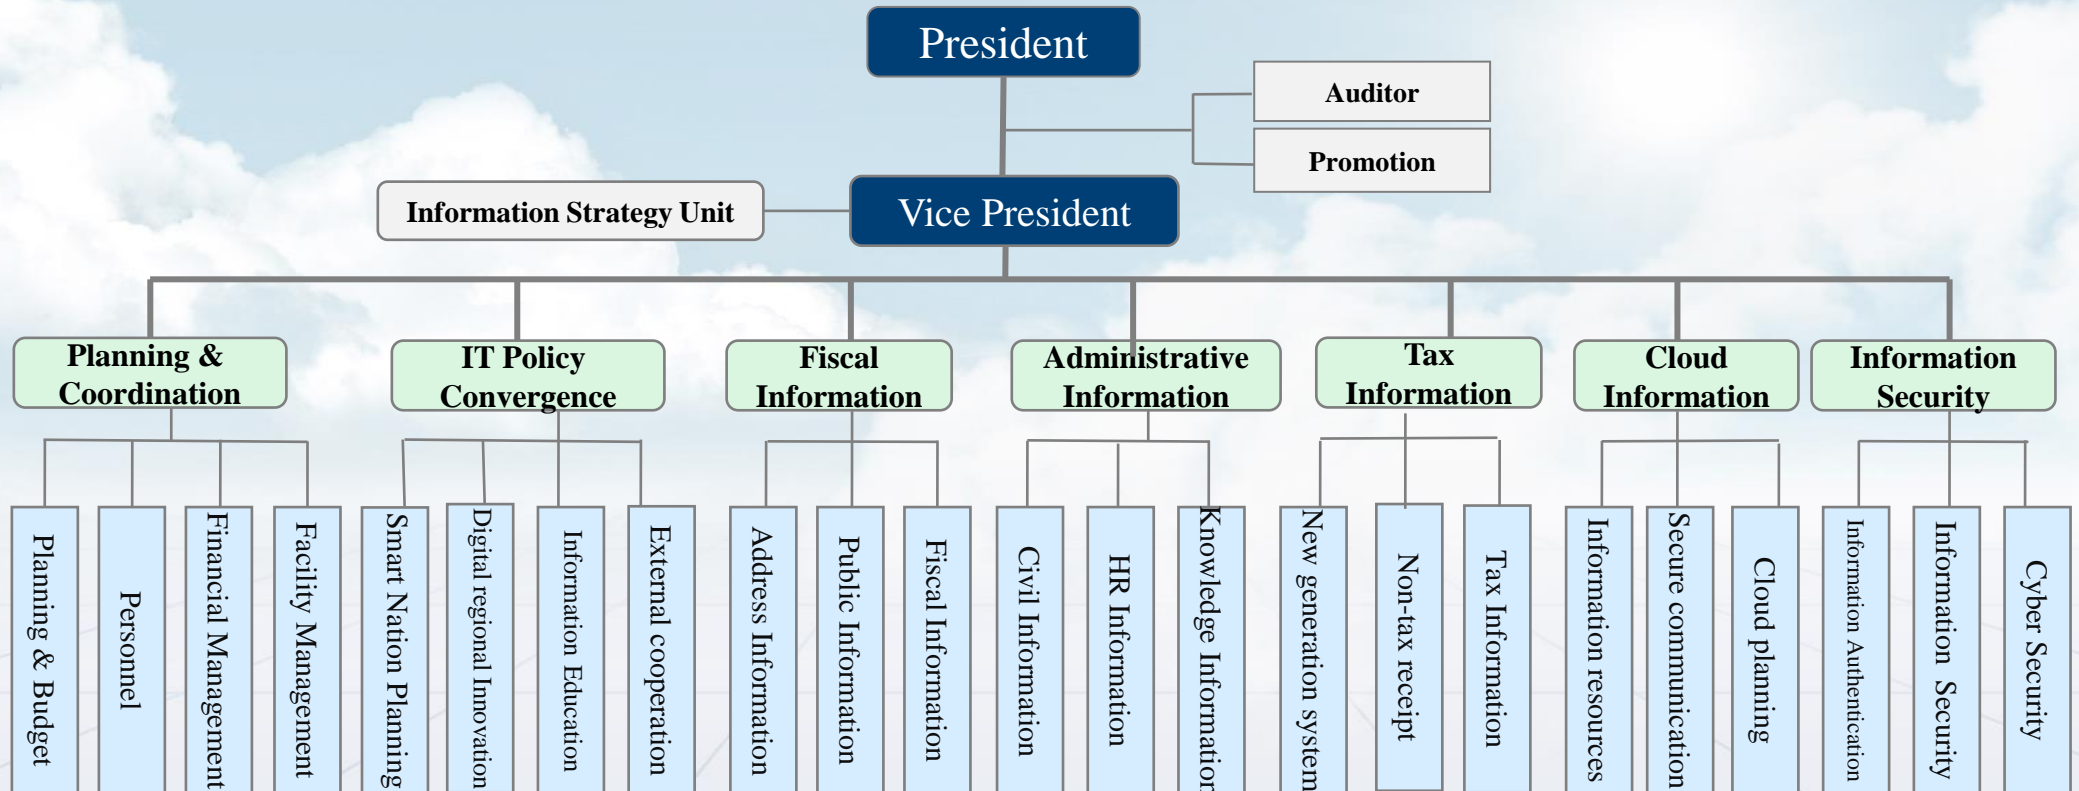 President
Auditor
Promotion
Information Strategy Unit
Vice President
Planning &
Coordination
IT Policy
Convergence
Fiscal
Information
Administrative
Information
Tax
Information
Cloud
Information
Information
Security
Planning & Budget
Personnel
Financial Management
Facility Management
Smart Nation Planning
Digital regional Innovation
Information Education
External cooperation
Address Information
Public Information
Fiscal Information
Civil Information
HR Information
Knowledge Information
New generation system
Non-tax receipt
Tax Information
Information resources
Secure communication
Cloud planning
Information Authentication
Information Security
Cyber Security